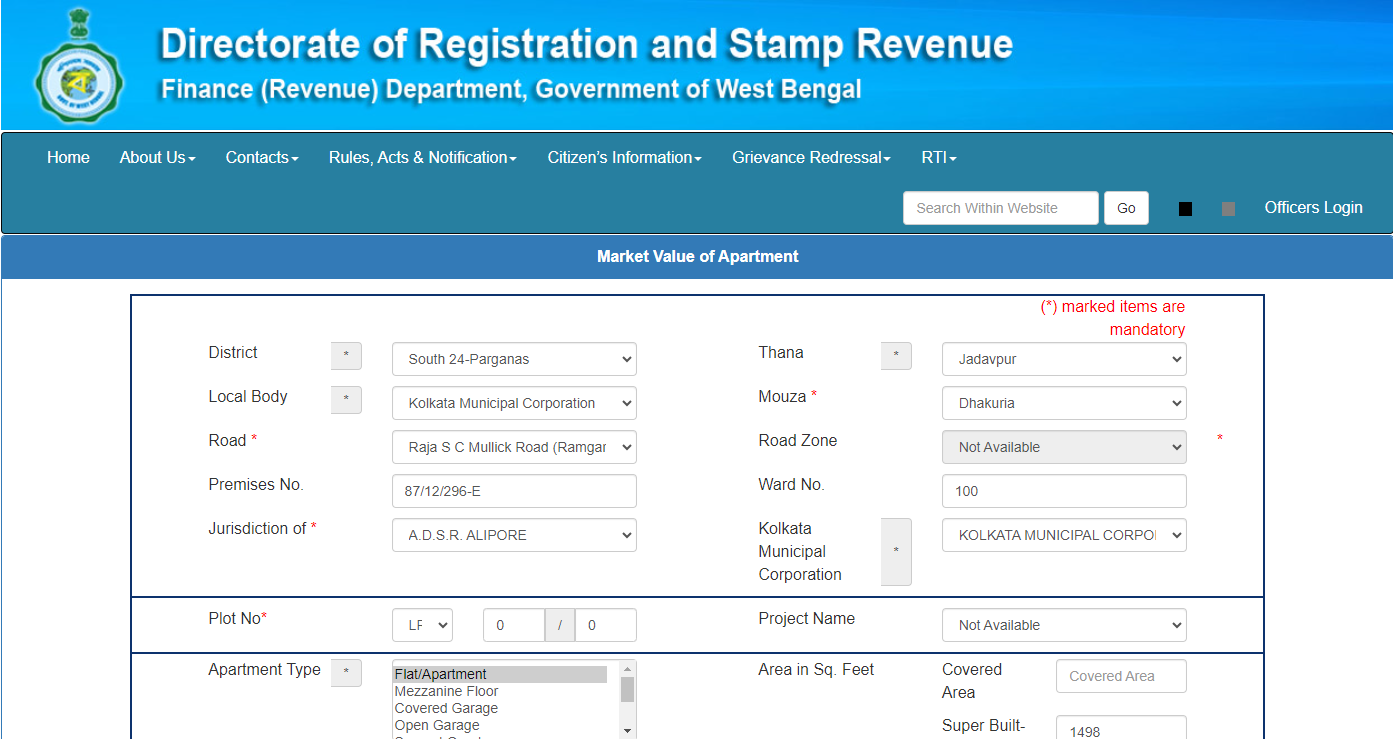 Directorate of Registration and Stamp Revenue
Finance (Revenue) Department, Government of West Bengal
Home About Us Contacts Rules, Acts & Notification Citizen's Information Grievance Redressal RTI
Search Within Website Go Officers Login
Market Value of Apartment
(*) marked items are
mandatory
District * South 24-Parganas Thana * Jadavpur
Local Body * Kolkata Municipal Corporation Mouza * Dhakuria
Road * Raja S C Mullick Road (Ramgar Road Zone Not Available *
Premises No. 87/12/296-E Ward No. 100
Jurisdiction of * A.D.S.R. ALIPORE Kolkata
Municipal
Corporation * KOLKATA MUNICIPAL CORPO
Plot No* LF 0 / 0 Project Name Not Available
Apartment Type * Flat/Apartment
Mezzanine Floor
Covered Garage
Open Garage
Area in Sq. Feet Covered
Area Covered Area
Super Built- 1498